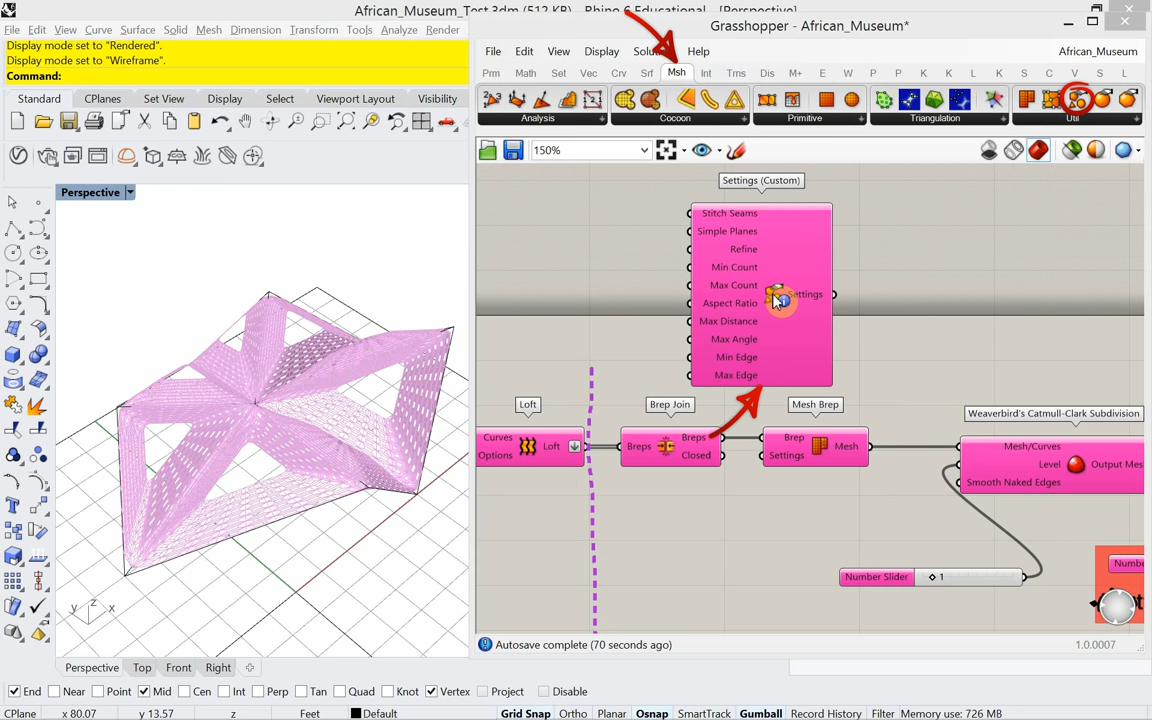 African_Museum_Test.3dm (512 KB) - Rhino 6 Educational - [Perspective]
File Edit View Curve Surface Solid Mesh Dimension Transform Tools Analyze Render
Display mode set to "Rendered".
Display mode set to "Wireframe".
Command:
Standard CPlanes Set View Display Select Viewport Layout Visibility
Perspective
z
y x
Perspective Top Front Right
Grasshopper - African_Museum*
File Edit View Display Help
African_Museum
Prm Math Set Vec Crv Srf Msh Int Trns Dis M+ E W P P L K K S C V S L
Analysis Cocoon Primitive Triangulation Util
150%
Settings (Custom)
Stitch Seams
Simple Planes
Refine
Min Count
Max Count
Aspect Ratio
Max Distance
Max Angle
Min Edge
Max Edge
Settings
Loft
Curves
Options
Loft
Brep Join
Breps
Breps
Closed
Mesh Brep
Brep
Settings
Mesh
Weaverbird's Catmull-Clark Subdivision
Mesh/Curves
Level
Smooth Naked Edges
Output Mes
Number Slider 1
Numbe
Autosave complete (70 seconds ago)
1.0.0007
End Near Point Mid Cen Int Perp Tan Quad Knot Vertex Project Disable
CPlane x 80.07 y 13.57 z Feet Default Grid Snap Ortho Planar Osnap SmartTrack Gumball Record History Filter Memory use: 726 MB